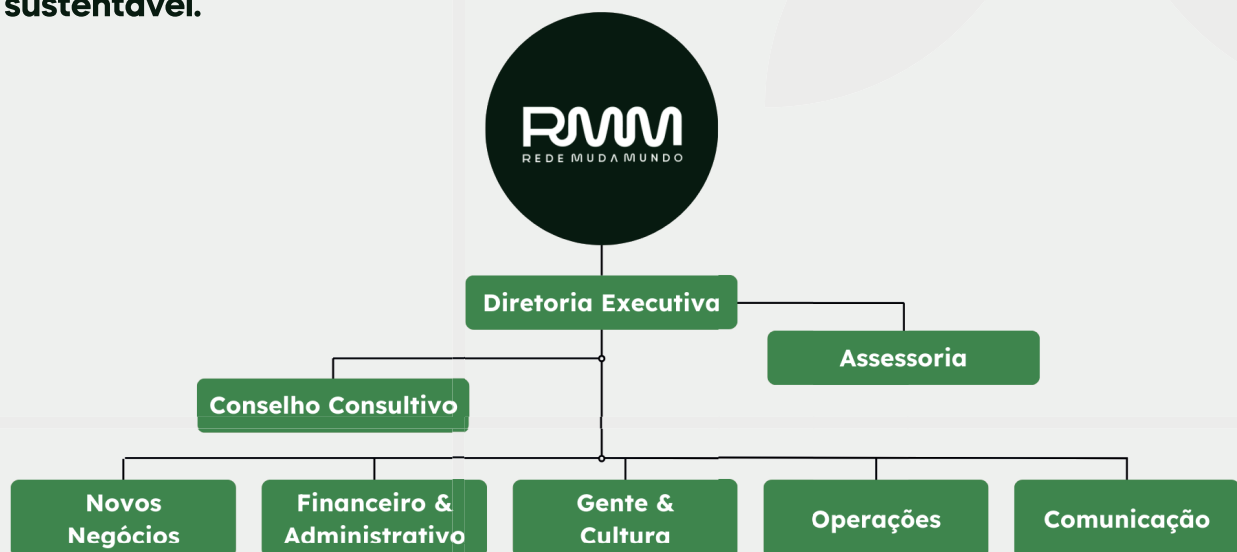 sustentável.
RMM
REDE MUDA MUNDO
Diretoria Executiva
Assessoria
Conselho Consultivo
Novos
Negócios
Financeiro &
Administrativo
Gente &
Cultura
Operações
Comunicação